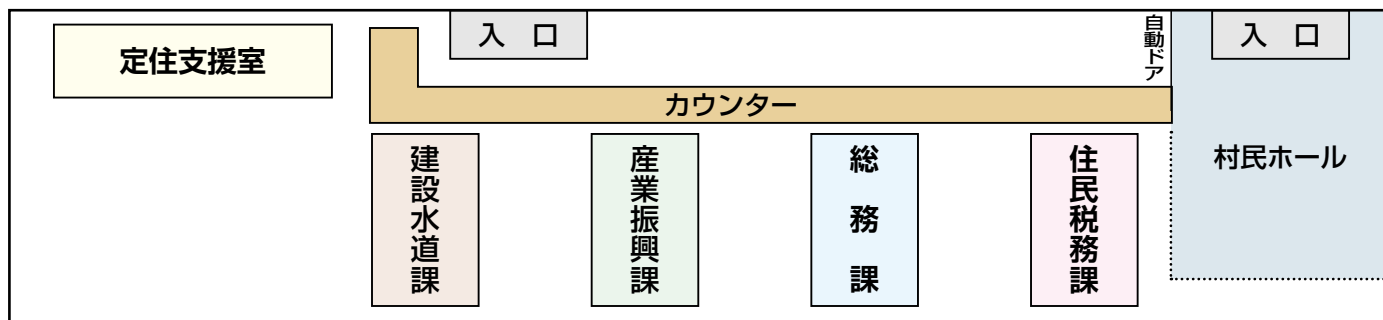 定住支援室
入口
自動ドア
入口
カウンター
建設水道課
産業振興課
総務課
住民税務課
村民ホール